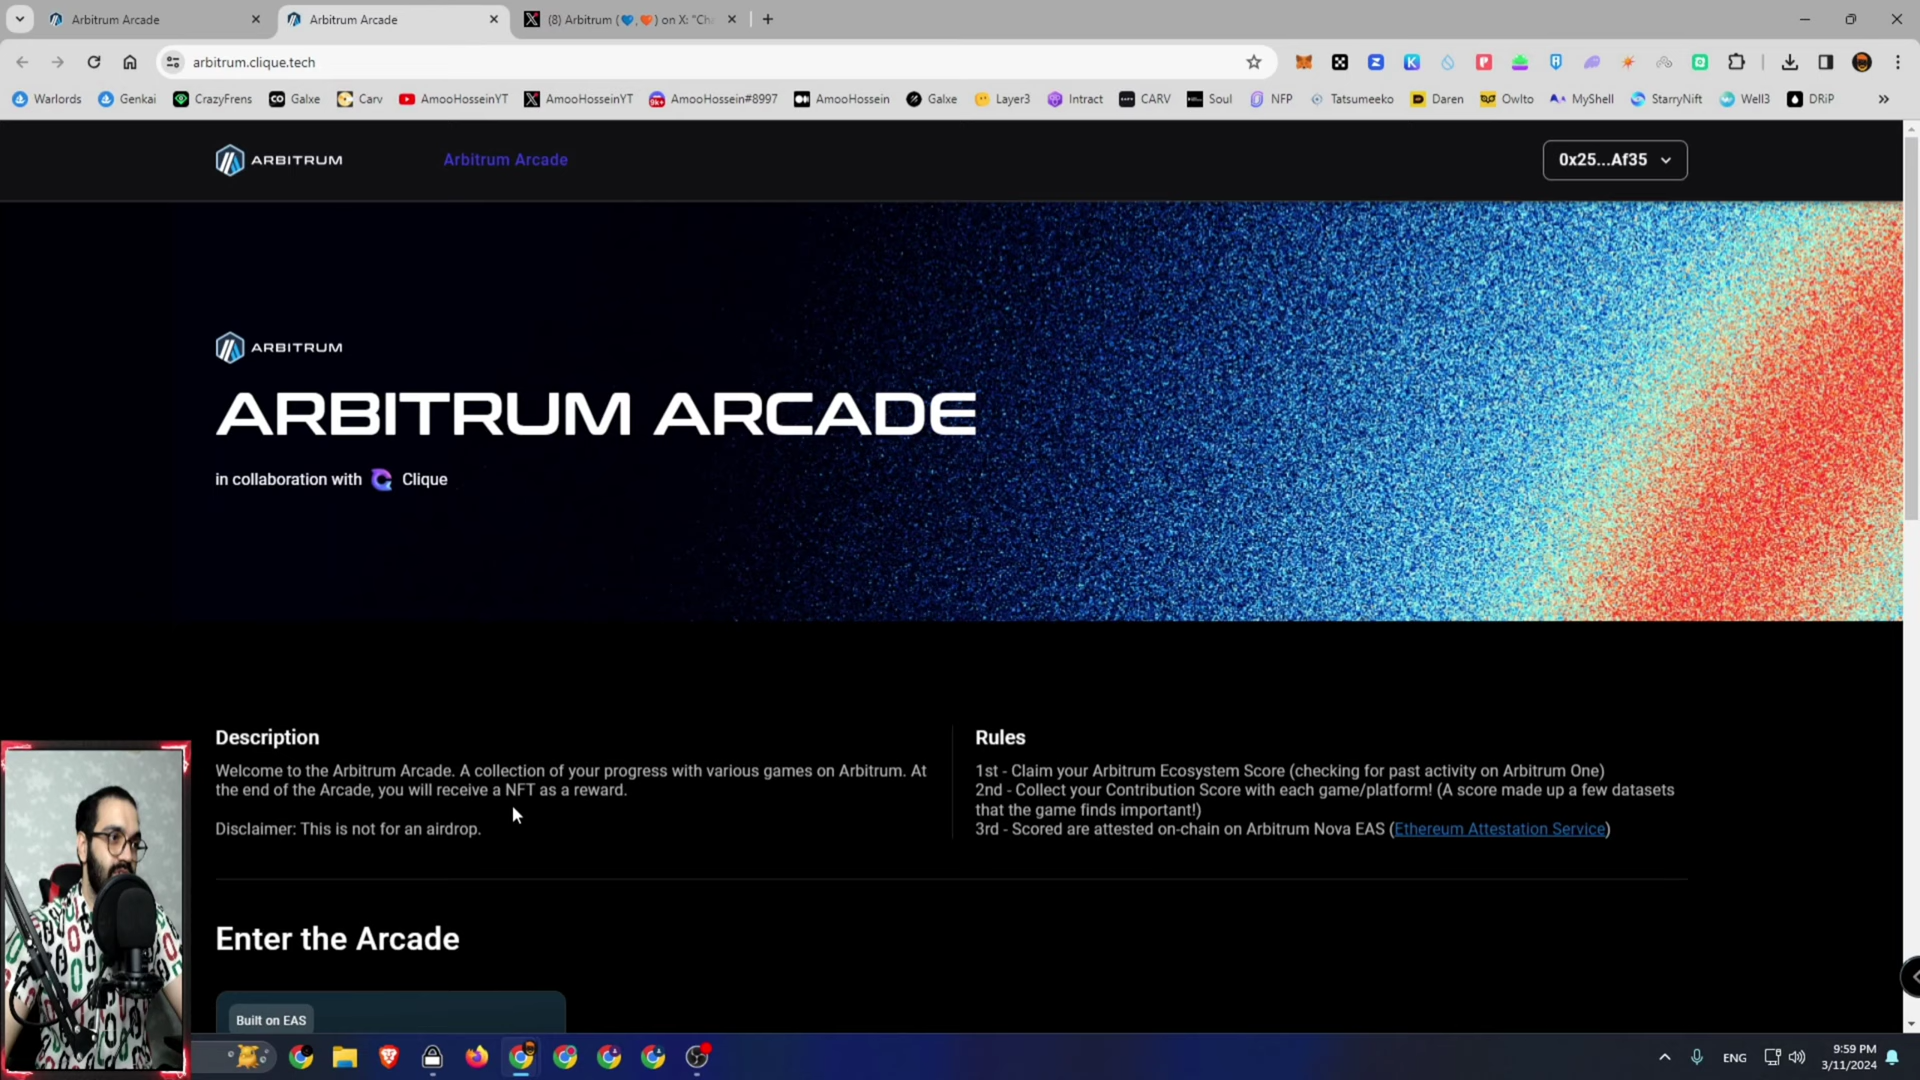 Arbitrum Arcade
Arbitrum Arcade
(8) Arbitrum (💙,🧡) on X: "Ch
arbitrum.clique.tech
Warlords
Genkai
CrazyFrens
Galxe
Carv
AmooHosseinYT
AmooHosseinYT
AmooHossein#8997
AmooHossein
Galxe
Layer3
Intract
CARV
Soul
NFP
Tatsumeeko
Daren
Owlto
MyShell
StarryNift
Well3
DRiP
ARBITRUM
Arbitrum Arcade
0x25...Af35
ARBITRUM
ARBITRUM ARCADE
in collaboration with Clique
Description
Welcome to the Arbitrum Arcade. A collection of your progress with various games on Arbitrum. At
the end of the Arcade, you will receive a NFT as a reward.
Disclaimer: This is not for an airdrop.
Rules
1st - Claim your Arbitrum Ecosystem Score (checking for past activity on Arbitrum One)
2nd - Collect your Contribution Score with each game/platform! (A score made up a few datasets
that the game finds important!)
3rd - Scored are attested on-chain on Arbitrum Nova EAS (Ethereum Attestation Service)
Enter the Arcade
Built on EAS
ENG
9:59 PM
3/11/2024